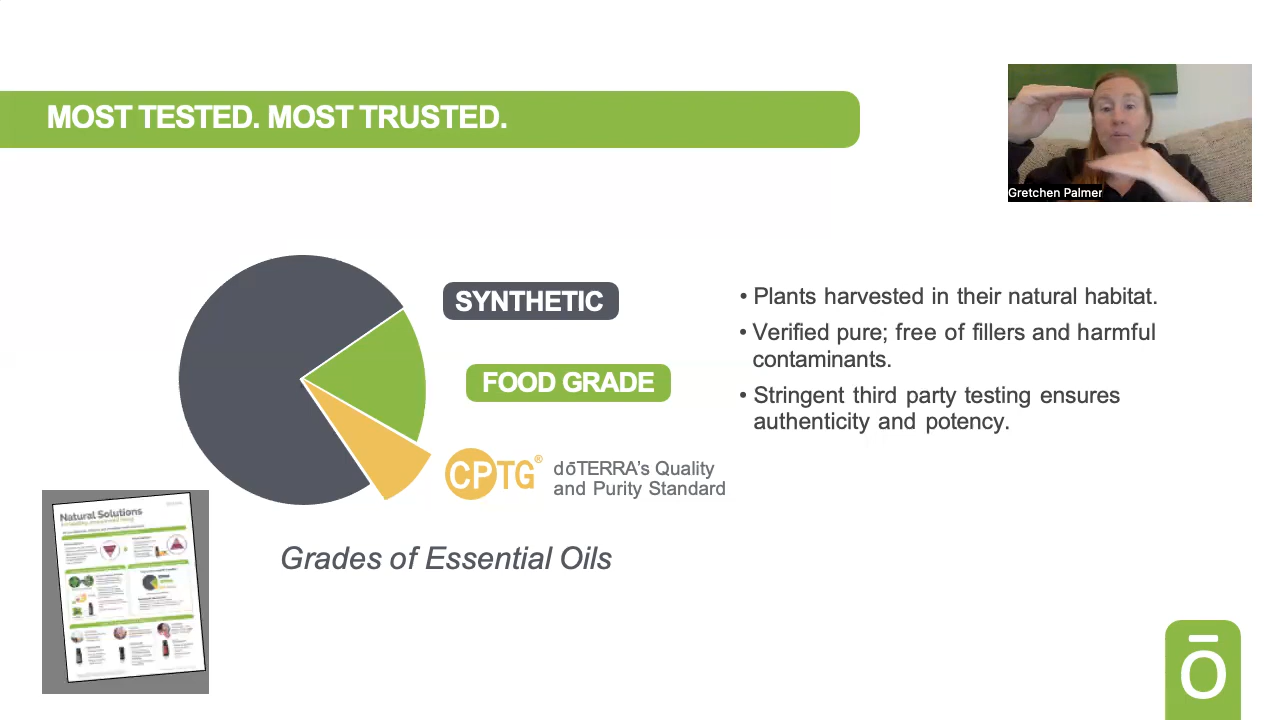 MOST TESTED. MOST TRUSTED.
Gretchen Palmer
SYNTHETIC
FOOD GRADE
CPTG®
dōTERRA's Quality
and Purity Standard
• Plants harvested in their natural habitat.
• Verified pure; free of fillers and harmful
contaminants.
• Stringent third party testing ensures
authenticity and potency.
Grades of Essential Oils
Natural Solutions
ō